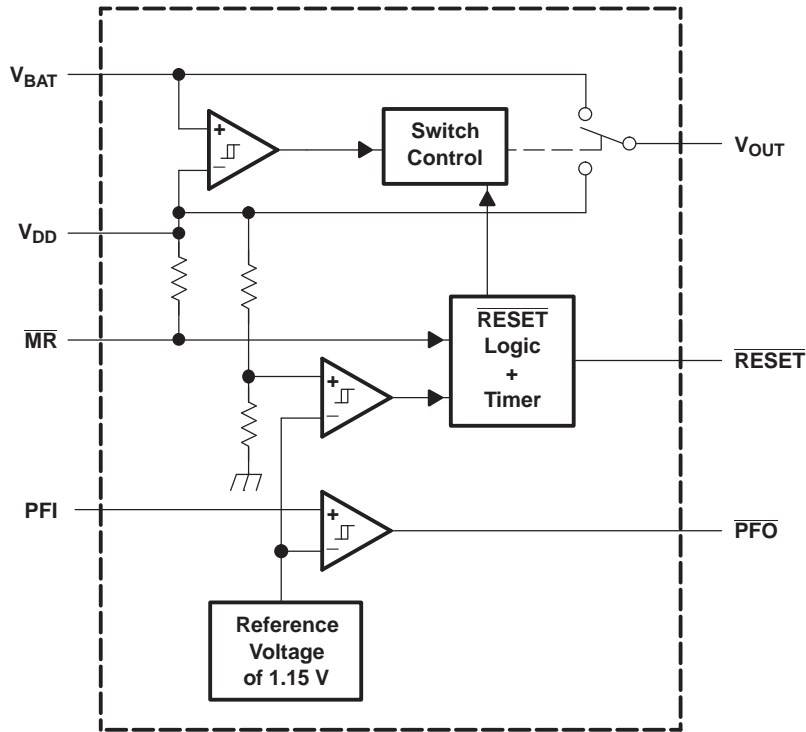 VBAT
+
−
Switch
Control
VOUT
VDD
MR
RESET
Logic
+
Timer
RESET
+
−
PFI
+
−
PFO
Reference
Voltage
of 1.15 V